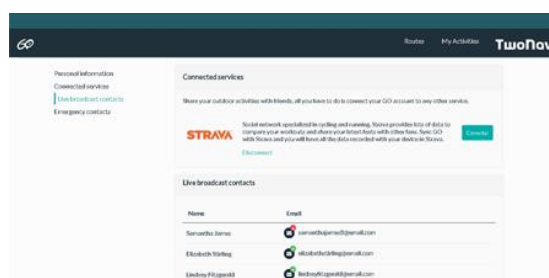 GO
Routes My Activities TwoNav
Personal information
Connected services
Live broadcast contacts
Emergency contacts
Connected services
Share your outdoor activities with friends, all you have to do is connect your GO account to any other service.
STRAVA
Social network specialized in cycling and running. Strava provides lots of data to
compare your workouts and share your latest feats with other fans. Sync GO
with Strava and you will have all the data recorded with your device in Strava.
Disconnect
Live broadcast contacts
Name Email
Samantha James
Elizabeth Stirling
Lindsey Fitzgerald